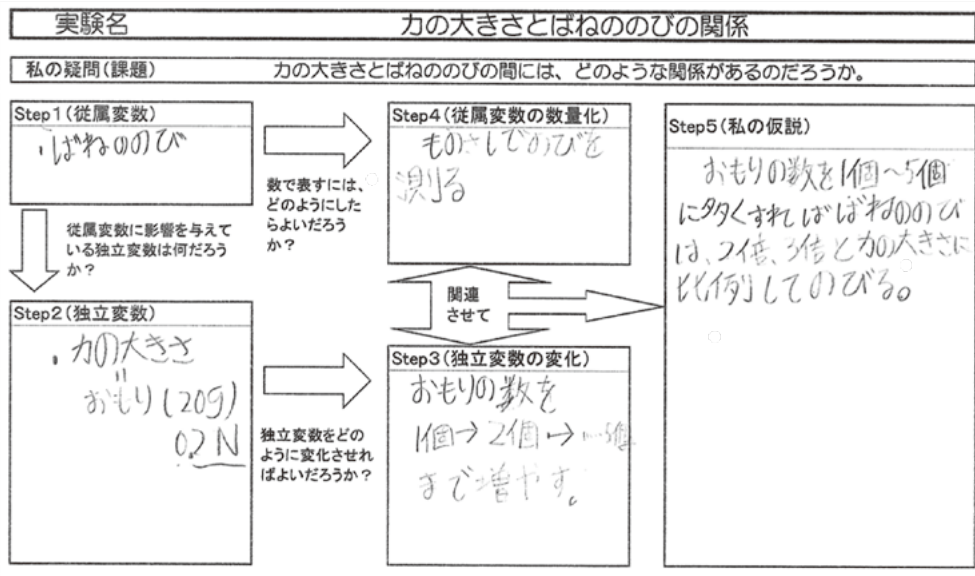 実験名 力の大きさとばねののびの関係
私の疑問(課題) 力の大きさとばねののびの間には、どのような関係があるのだろうか。
Step1(従属変数)
・ばねののび
従属変数に影響を与えて
いる独立変数は何だろう
か？
Step2(独立変数)
・力の大きさ
＝
おもり(20g)
0.2N
独立変数をどの
ように変化させれ
ばよいだろうか？
Step3(独立変数の変化)
おもりの数を
1個→2個→…5個
まで増やす。
数で表すには、
どのようにした
らよいだろう
か？
Step4(従属変数の数量化)
ものさしでのびを
測る
関連
させて
Step5(私の仮説)
おもりの数を1個～5個
に多くすればばねののび
は、2倍、3倍と力の大きさに
比例してのびる。